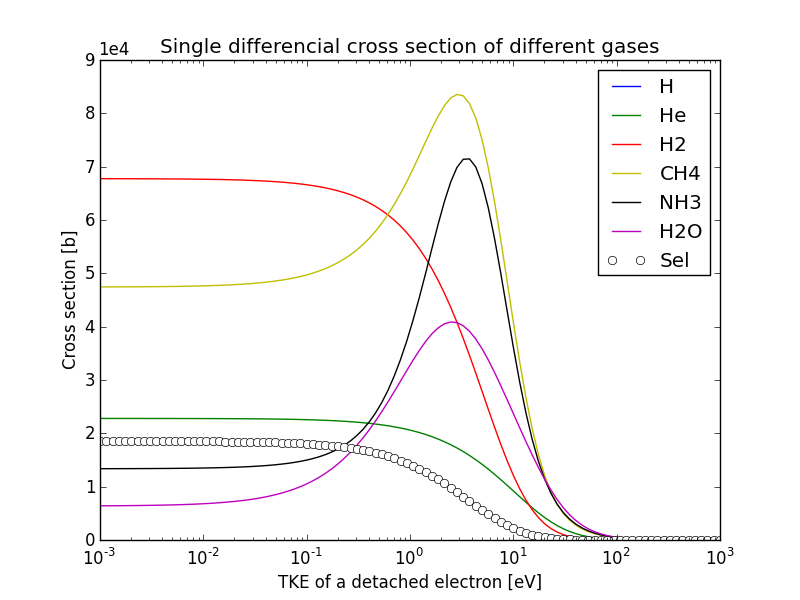 Single differencial cross section of different gases
1e4
9
8
7
6
5
4
3
2
1
0
Cross section [b]
10^-3 10^-2 10^-1 10^0 10^1 10^2 10^3
TKE of a detached electron [eV]
H
He
H2
CH4
NH3
H2O
Sel